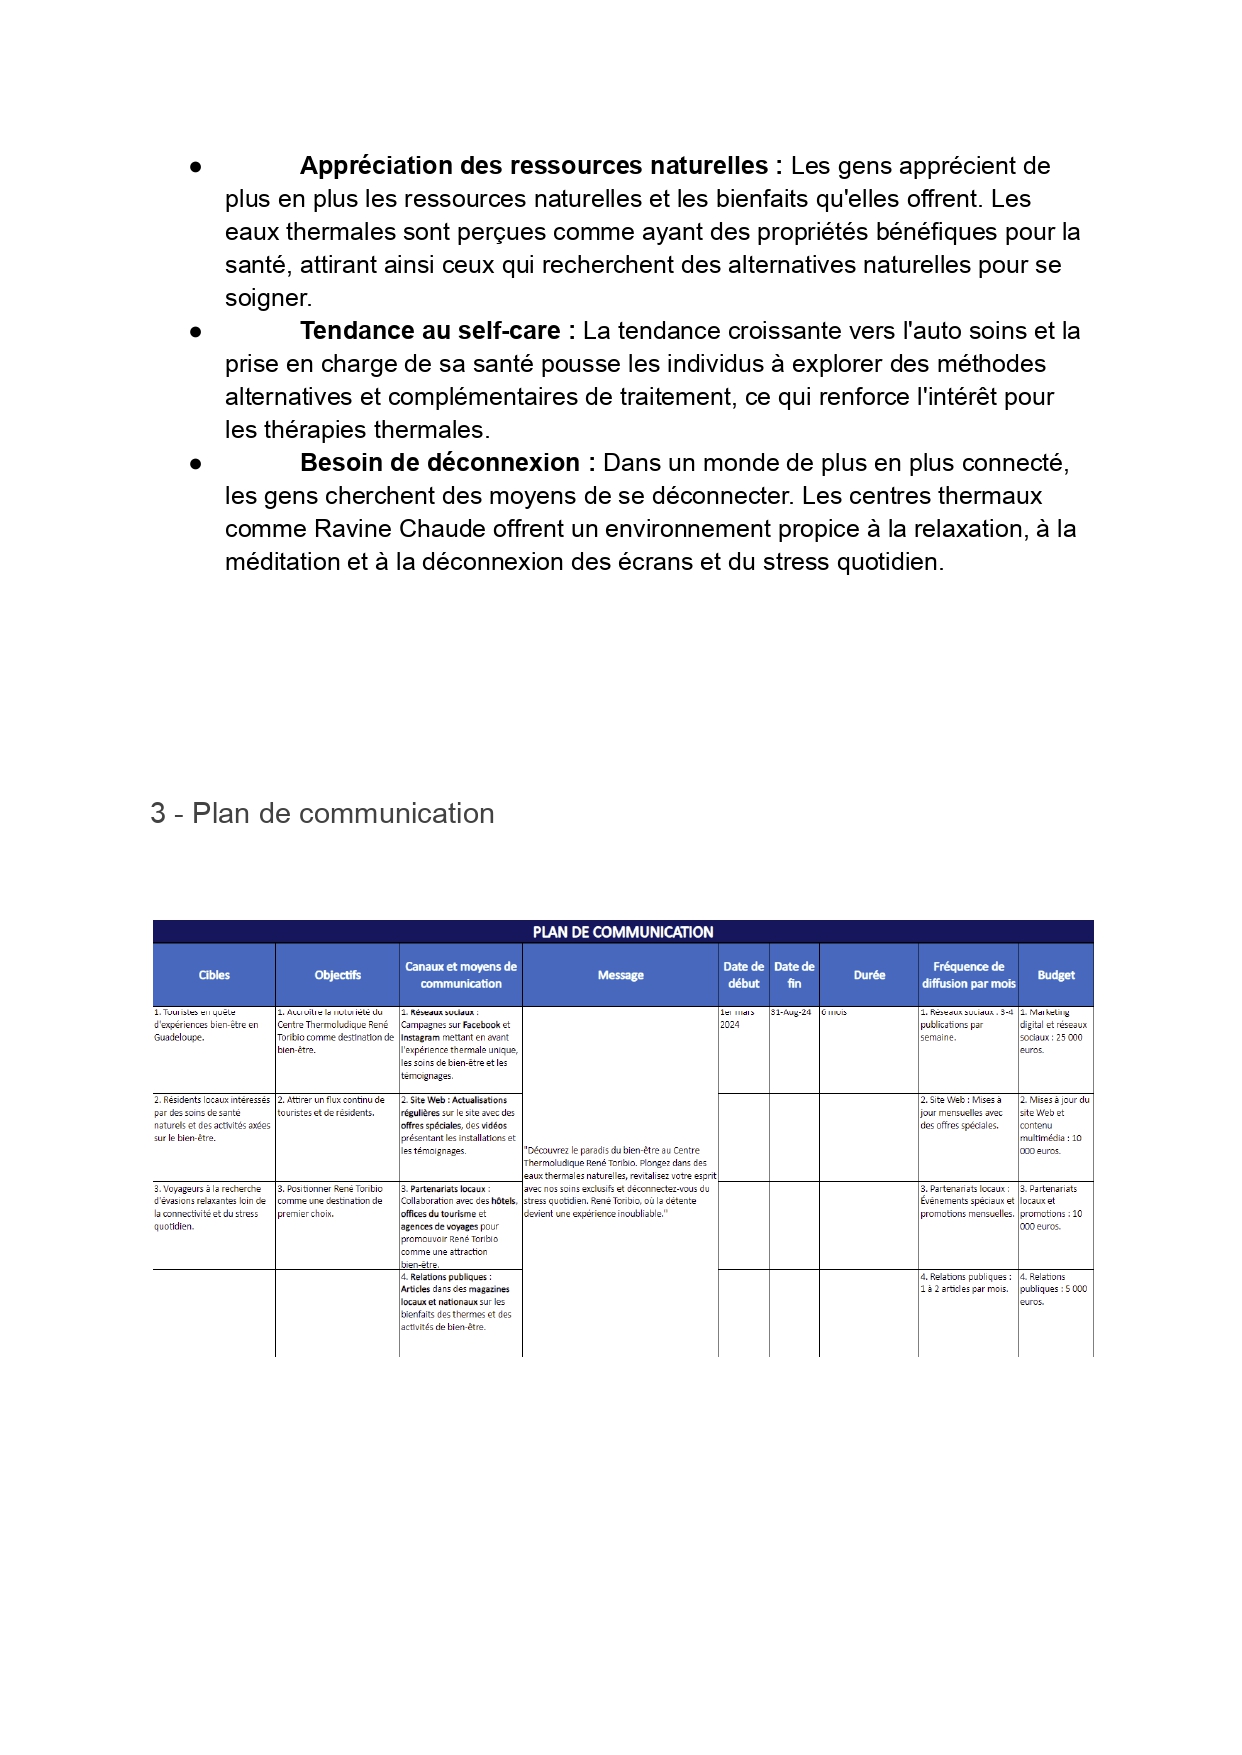 ● Appréciation des ressources naturelles : Les gens apprécient de
plus en plus les ressources naturelles et les bienfaits qu'elles offrent. Les
eaux thermales sont perçues comme ayant des propriétés bénéfiques pour la
santé, attirant ainsi ceux qui recherchent des alternatives naturelles pour se
soigner.
● Tendance au self-care : La tendance croissante vers l'auto soins et la
prise en charge de sa santé pousse les individus à explorer des méthodes
alternatives et complémentaires de traitement, ce qui renforce l'intérêt pour
les thérapies thermales.
● Besoin de déconnexion : Dans un monde de plus en plus connecté,
les gens cherchent des moyens de se déconnecter. Les centres thermaux
comme Ravine Chaude offrent un environnement propice à la relaxation, à la
méditation et à la déconnexion des écrans et du stress quotidien.
3 - Plan de communication
PLAN DE COMMUNICATION
Cibles
Objectifs
Canaux et moyens de
communication
Message
Date de
début
Date de
fin
Durée
Fréquence de
diffusion par mois
Budget
1. Touristes en quête
d'expériences bien-être en
Guadeloupe.
1. Accroître la notoriété du
Centre Thermoludique René
Toribio comme destination de
bien-être.
1. Réseaux sociaux :
Campagnes sur Facebook et
Instagram mettant en avant
l'expérience thermale unique,
les soins de bien-être et les
témoignages.
"Découvrez le paradis du bien-être au Centre
Thermoludique René Toribio. Plongez dans des
eaux thermales naturelles, revitalisez votre esprit
avec nos soins exclusifs et déconnectez-vous du
stress quotidien. René Toribio, où la détente
devient une expérience inoubliable."
1er mars
2024
31-Aug-24
6 mois
1. Réseaux sociaux : 3-4
publications par
semaine.
1. Marketing
digital et réseaux
sociaux : 25 000
euros.
2. Résidents locaux intéressés
par des soins de santé
naturels et des activités axées
sur le bien-être.
2. Attirer un flux continu de
touristes et de résidents.
2. Site Web : Actualisations
régulières sur le site avec des
offres spéciales, des vidéos
présentant les installations et
les témoignages.
2. Site Web : Mises à
jour mensuelles avec
des offres spéciales.
2. Mises à jour du
site Web et
contenu
multimédia : 10
000 euros.
3. Voyageurs à la recherche
d'évasions relaxantes loin de
la connectivité et du stress
quotidien.
3. Positionner René Toribio
comme une destination de
premier choix.
3. Partenariats locaux :
Collaboration avec des hôtels,
offices du tourisme et
agences de voyages pour
promouvoir René Toribio
comme une attraction
bien-être.
3. Partenariats locaux :
Événements spéciaux et
promotions mensuelles.
3. Partenariats
locaux et
promotions : 10
000 euros.
4. Relations publiques :
Articles dans des magazines
locaux et nationaux sur les
bienfaits des thermes et des
activités de bien-être.
4. Relations publiques :
1 à 2 articles par mois.
4. Relations
publiques : 5 000
euros.